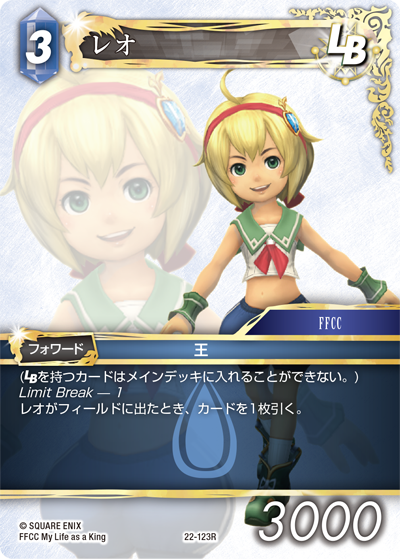 3
レオ
LB
FFCC
フォワード
王
(LBを持つカードはメインデッキに入れることができない。)
Limit Break — 1
レオがフィールドに出たとき、カードを1枚引く。
© SQUARE ENIX
FFCC My Life as a King
22-123R
3000